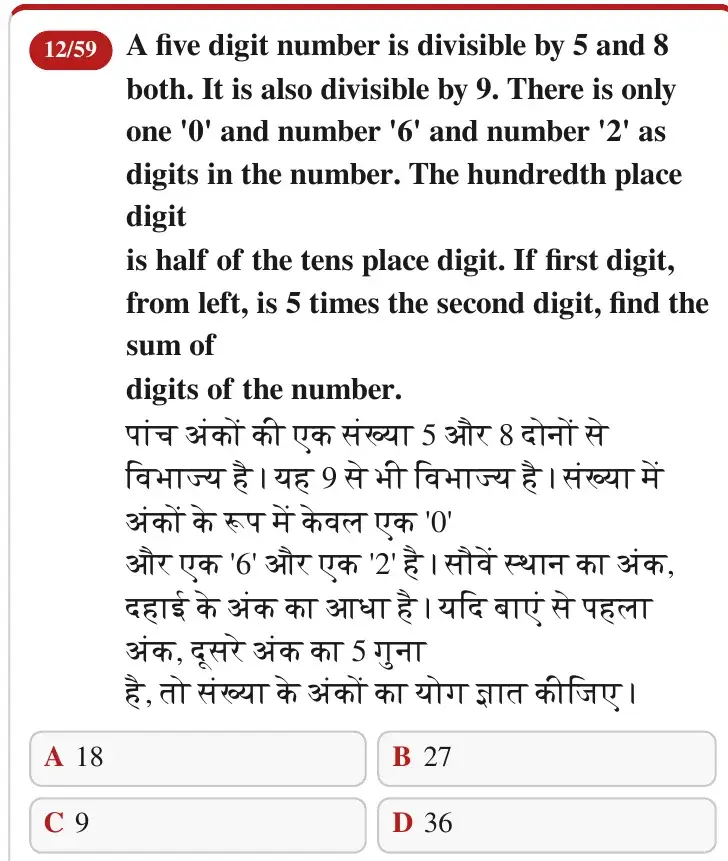 12/59 A five digit number is divisible by 5 and 8
both. It is also divisible by 9. There is only
one '0' and number '6' and number '2' as
digits in the number. The hundredth place
digit
is half of the tens place digit. If first digit,
from left, is 5 times the second digit, find the
sum of
digits of the number.
पांच अंकों की एक संख्या 5 और 8 दोनों से
विभाज्य है। यह 9 से भी विभाज्य है। संख्या में
अंकों के रूप में केवल एक '0'
और एक '6' और एक '2' है। सौवें स्थान का अंक,
दहाई के अंक का आधा है। यदि बाएं से पहला
अंक, दूसरे अंक का 5 गुना
है, तो संख्या के अंकों का योग ज्ञात कीजिए।
A 18
B 27
C 9
D 36